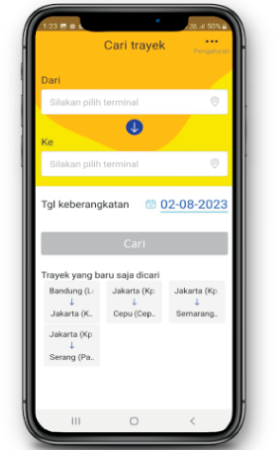 1:23
50%
Cari trayek
Pengaturan
Dari
Silakan pilih terminal
Ke
Silakan pilih terminal
Tgl keberangkatan 02-08-2023
Cari
Trayek yang baru saja dicari
Bandung (L Jakarta (Kp Jakarta (Kp
↓ ↓ ↓
Jakarta (K.. Cepu (Cep.. Semarang..
Jakarta (Kp
↓
Serang (Pa..